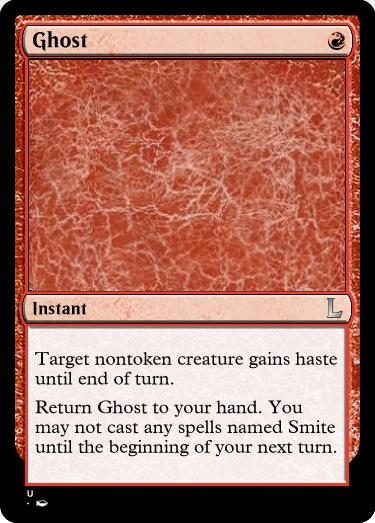 Ghost
Instant
L
Target nontoken creature gains haste
until end of turn.
Return Ghost to your hand. You
may not cast any spells named Smite
until the beginning of your next turn.
U